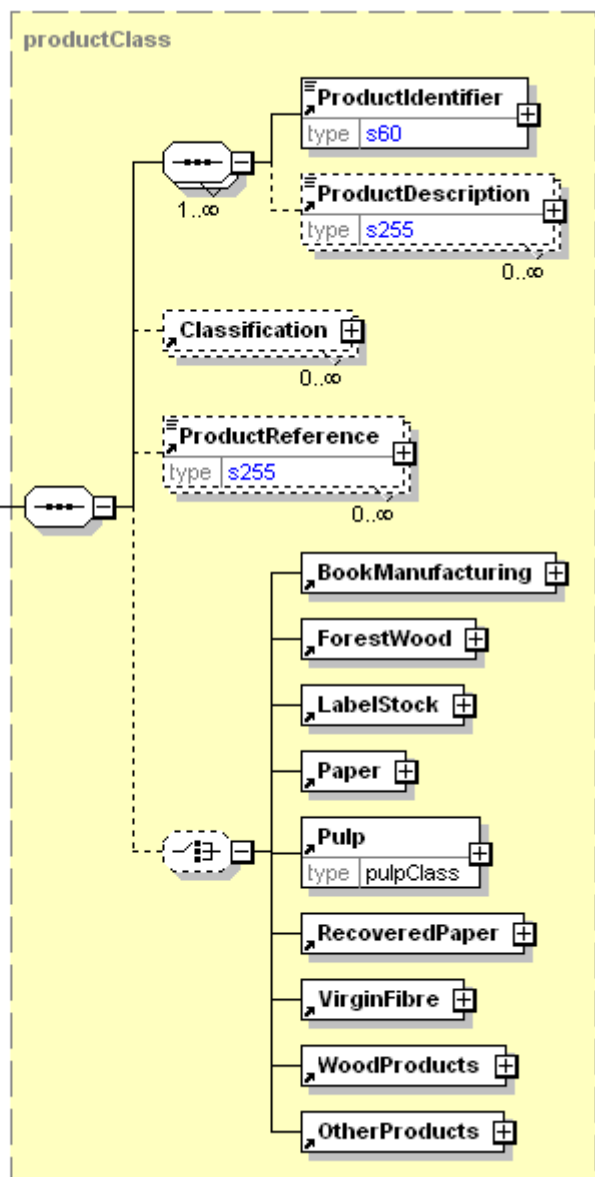 productClass
ProductIdentifier
type s60
ProductDescription
type s255
1..∞
0..∞
Classification
0..∞
ProductReference
type s255
0..∞
BookManufacturing
ForestWood
LabelStock
Paper
Pulp
type pulpClass
RecoveredPaper
VirginFibre
WoodProducts
OtherProducts